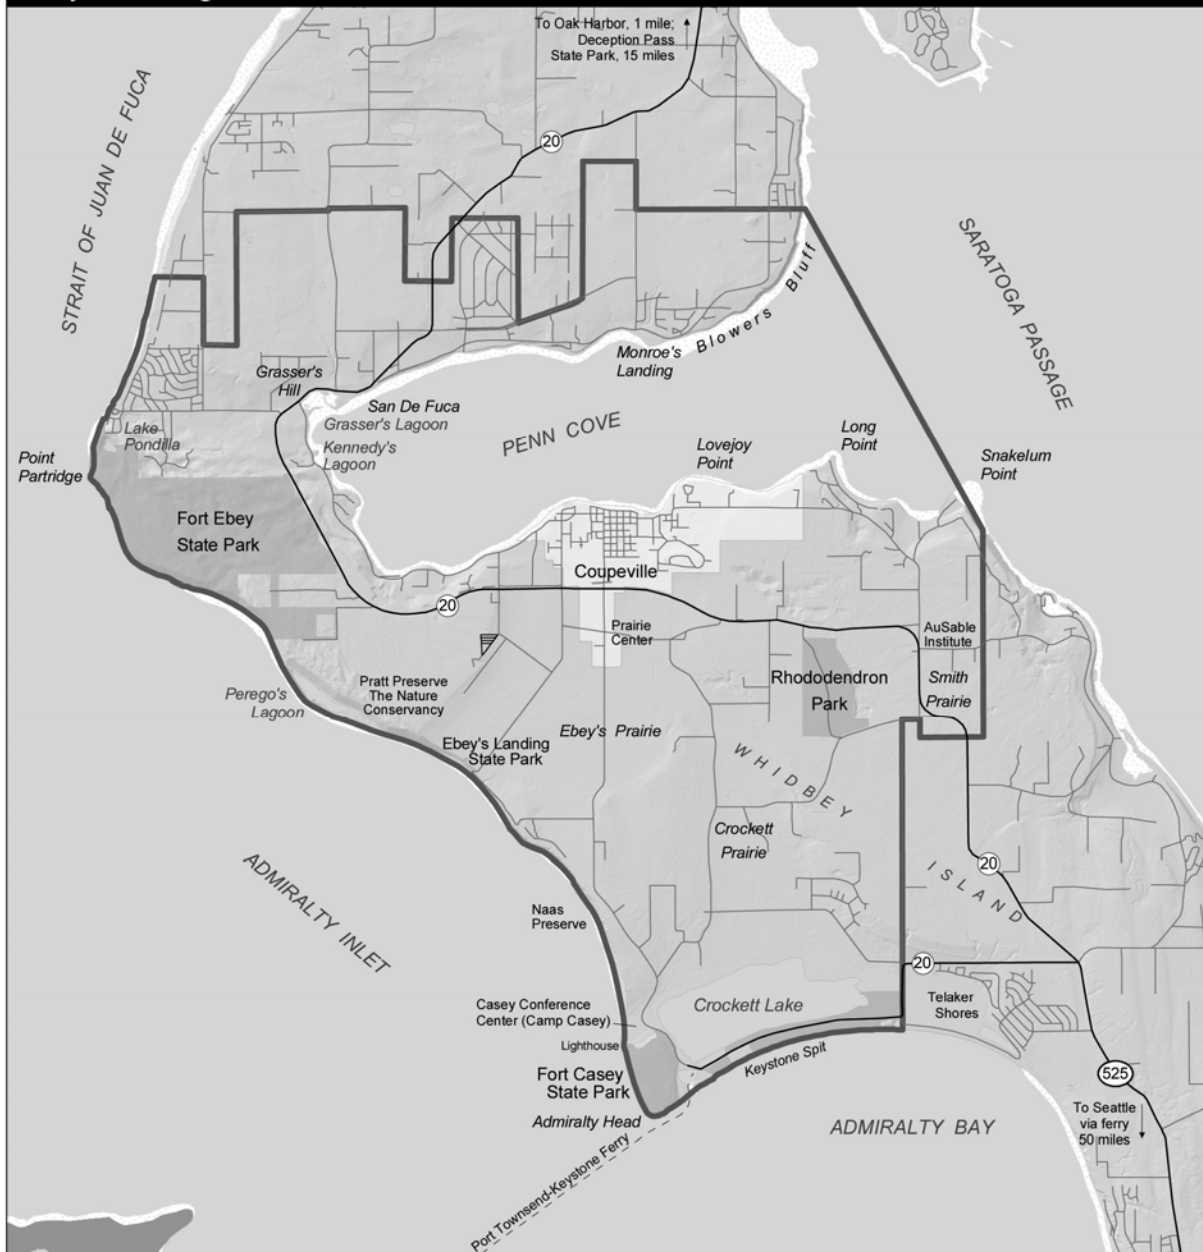 To Oak Harbor, 1 mile;
Deception Pass
State Park, 15 miles
20
STRAIT OF JUAN DE FUCA
SARATOGA PASSAGE
Blowers Bluff
Monroe's
Landing
Grasser's
Hill
San De Fuca
Grasser's Lagoon
Kennedy's
Lagoon
PENN COVE
Lake
Pondilla
Point
Partridge
Lovejoy
Point
Long
Point
Snakelum
Point
Fort Ebey
State Park
Coupeville
20
Prairie
Center
AuSable
Institute
Smith
Prairie
Rhododendron
Park
Pratt Preserve
The Nature
Conservancy
Perego's
Lagoon
Ebey's Landing
State Park
Ebey's Prairie
WHIDBEY
ISLAND
Crockett
Prairie
20
ADMIRALTY INLET
Naas
Preserve
20
Crockett Lake
Telaker
Shores
Casey Conference
Center (Camp Casey)
Lighthouse
Fort Casey
State Park
Keystone Spit
Admiralty Head
525
To Seattle
via ferry
50 miles
ADMIRALTY BAY
Port Townsend-Keystone Ferry